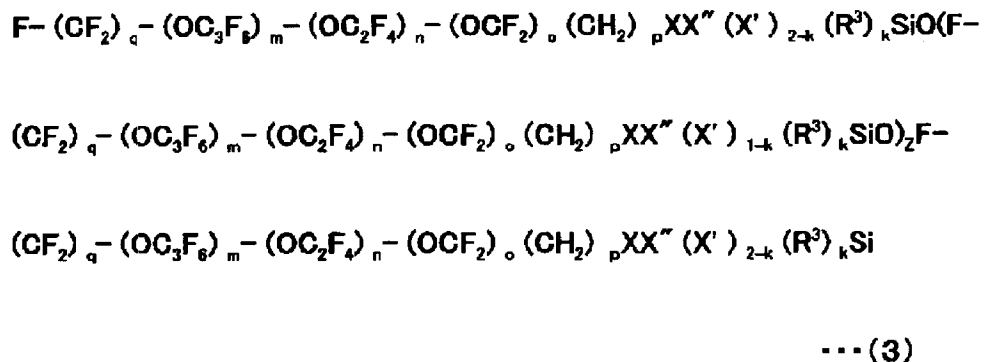 F-(CF₂)q-(OC₃F₆)m-(OC₂F₄)n-(OCF₂)o(CH₂)pXX″(X')2-k(R³)kSiO(F-
(CF₂)q-(OC₃F₆)m-(OC₂F₄)n-(OCF₂)o(CH₂)pXX″(X')1-k(R³)kSiO)zF-
(CF₂)q-(OC₃F₆)m-(OC₂F₄)n-(OCF₂)o(CH₂)pXX″(X')2-k(R³)kSi
···(3)